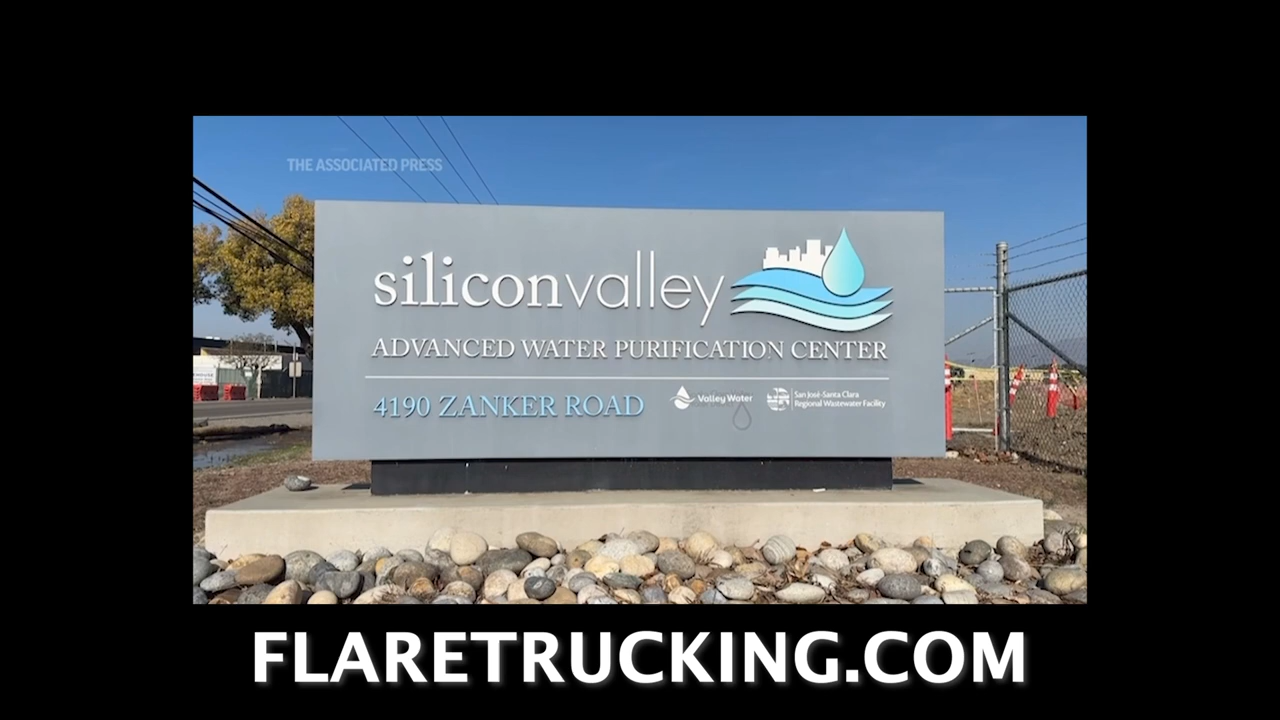 THE ASSOCIATED PRESS
siliconvalley
ADVANCED WATER PURIFICATION CENTER
4190 ZANKER ROAD
Valley Water
San José-Santa Clara
Regional Wastewater Facility
FLARETRUCKING.COM